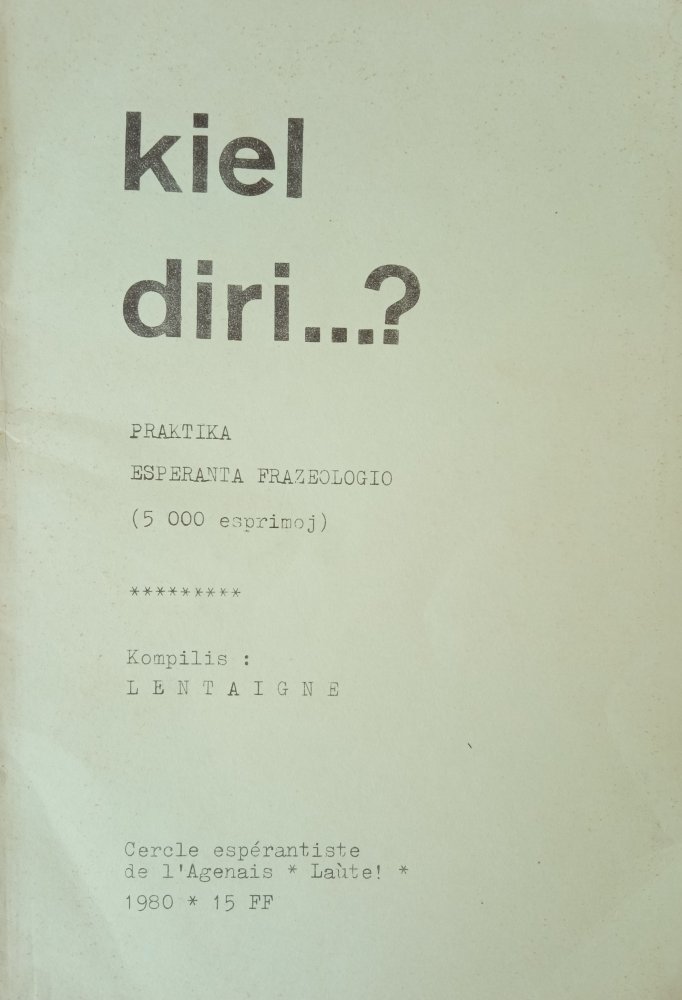 kiel
diri...?
PRAKTIKA
ESPERANTA FRAZEOLOGIO
(5 000 esprimoj)
*********
Kompilis :
L E N T A I G N E
Cercle espérantiste
de l'Agenais * Laùte! *
1980 * 15 FF